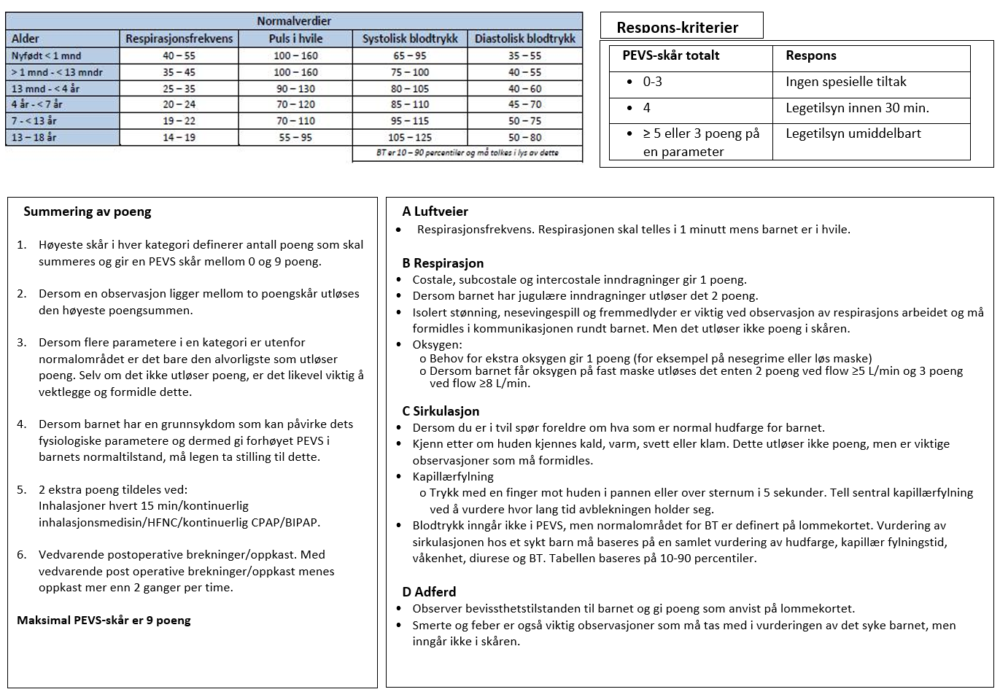 Normalverdier
Alder Respirasjonsfrekvens Puls i hvile Systolisk blodtrykk Diastolisk blodtrykk
Nyfødt < 1 mnd 40 – 55 100 – 160 65 – 95 35 – 55
> 1 mnd - < 13 mndr 35 – 45 100 – 160 75 – 100 40 – 55
13 mnd - < 4 år 25 – 35 90 – 130 80 – 105 40 – 60
4 år - < 7 år 20 – 24 70 – 120 85 – 110 45 – 70
7 - < 13 år 19 – 22 70 – 110 95 – 115 50 – 75
13 – 18 år 14 – 19 55 – 95 105 – 125 50 – 80
BT er 10 – 90 percentiler og må tolkes i lys av dette
Respons-kriterier
PEVS-skår totalt Respons
• 0-3 Ingen spesielle tiltak
• 4 Legetilsyn innen 30 min.
• ≥ 5 eller 3 poeng på Legetilsyn umiddelbart
en parameter
Summering av poeng
1. Høyeste skår i hver kategori definerer antall poeng som skal
summeres og gir en PEVS skår mellom 0 og 9 poeng.
2. Dersom en observasjon ligger mellom to poengskår utløses
den høyeste poengsummen.
3. Dersom flere parametere i en kategori er utenfor
normalområdet er det bare den alvorligste som utløser
poeng. Selv om det ikke utløser poeng, er det likevel viktig å
vektlegge og formidle dette.
4. Dersom barnet har en grunnsykdom som kan påvirke dets
fysiologiske parametere og dermed gi forhøyet PEVS i
barnets normaltilstand, må legen ta stilling til dette.
5. 2 ekstra poeng tildeles ved:
Inhalasjoner hvert 15 min/kontinuerlig
inhalasjonsmedisin/HFNC/kontinuerlig CPAP/BIPAP.
6. Vedvarende postoperative brekninger/oppkast. Med
vedvarende post operative brekninger/oppkast menes
oppkast mer enn 2 ganger per time.
Maksimal PEVS-skår er 9 poeng
A Luftveier
• Respirasjonsfrekvens. Respirasjonen skal telles i 1 minutt mens barnet er i hvile.
B Respirasjon
• Costale, subcostale og intercostale inndragninger gir 1 poeng.
• Dersom barnet har jugulære inndragninger utløser det 2 poeng.
• Isolert stønning, nesevingespill og fremmedlyder er viktig ved observasjon av respirasjons arbeidet og må
formidles i kommunikasjonen rundt barnet. Men det utløser ikke poeng i skåren.
• Oksygen:
o Behov for ekstra oksygen gir 1 poeng (for eksempel på nesegrime eller løs maske)
o Dersom barnet får oksygen på fast maske utløses det enten 2 poeng ved flow ≥5 L/min og 3 poeng
ved flow ≥8 L/min.
C Sirkulasjon
• Dersom du er i tvil spør foreldre om hva som er normal hudfarge for barnet.
• Kjenn etter om huden kjennes kald, varm, svett eller klam. Dette utløser ikke poeng, men er viktige
observasjoner som må formidles.
• Kapillærfylning
o Trykk med en finger mot huden i pannen eller over sternum i 5 sekunder. Tell sentral kapillærfylning
ved å vurdere hvor lang tid avblekningen holder seg.
• Blodtrykk inngår ikke i PEVS, men normalområdet for BT er definert på lommekortet. Vurdering av
sirkulasjonen hos et sykt barn må baseres på en samlet vurdering av hudfarge, kapillær fylningstid,
våkenhet, diurese og BT. Tabellen baseres på 10-90 percentiler.
D Adferd
• Observer bevissthetstilstanden til barnet og gi poeng som anvist på lommekortet.
• Smerte og feber er også viktig observasjoner som må tas med i vurderingen av det syke barnet, men
inngår ikke i skåren.